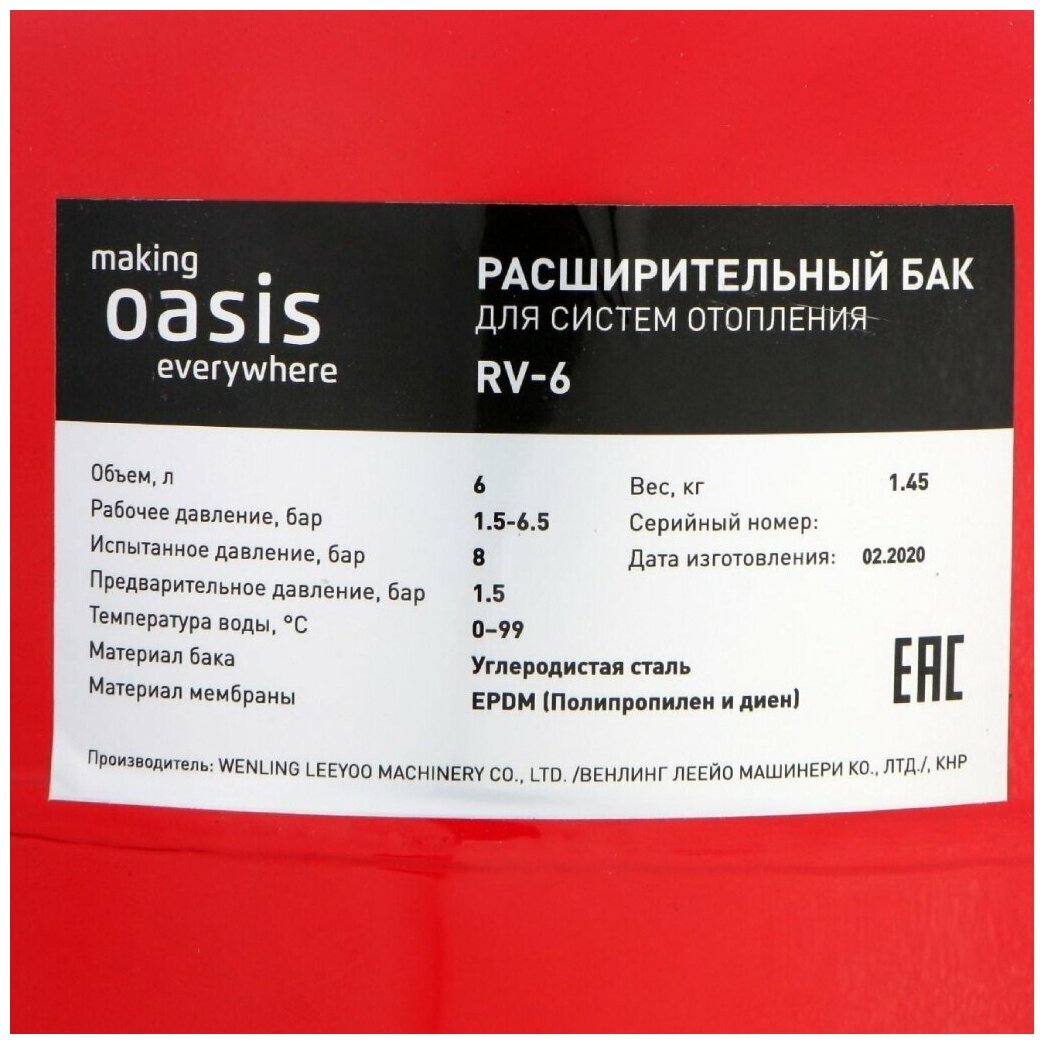 making
oasis
everywhere
РАСШИРИТЕЛЬНЫЙ БАК
ДЛЯ СИСТЕМ ОТОПЛЕНИЯ
RV-6
Объем, л 6
Рабочее давление, бар 1.5-6.5
Испытанное давление, бар 8
Предварительное давление, бар 1.5
Температура воды, °C 0–99
Материал бака Углеродистая сталь
Материал мембраны EPDM (Полипропилен и диен)
Вес, кг 1.45
Серийный номер:
Дата изготовления: 02.2020
EAC
Производитель: WENLING LEEYOO MACHINERY CO., LTD. /ВЕНЛИНГ ЛЕЕЙО МАШИНЕРИ КО., ЛТД./, КНР